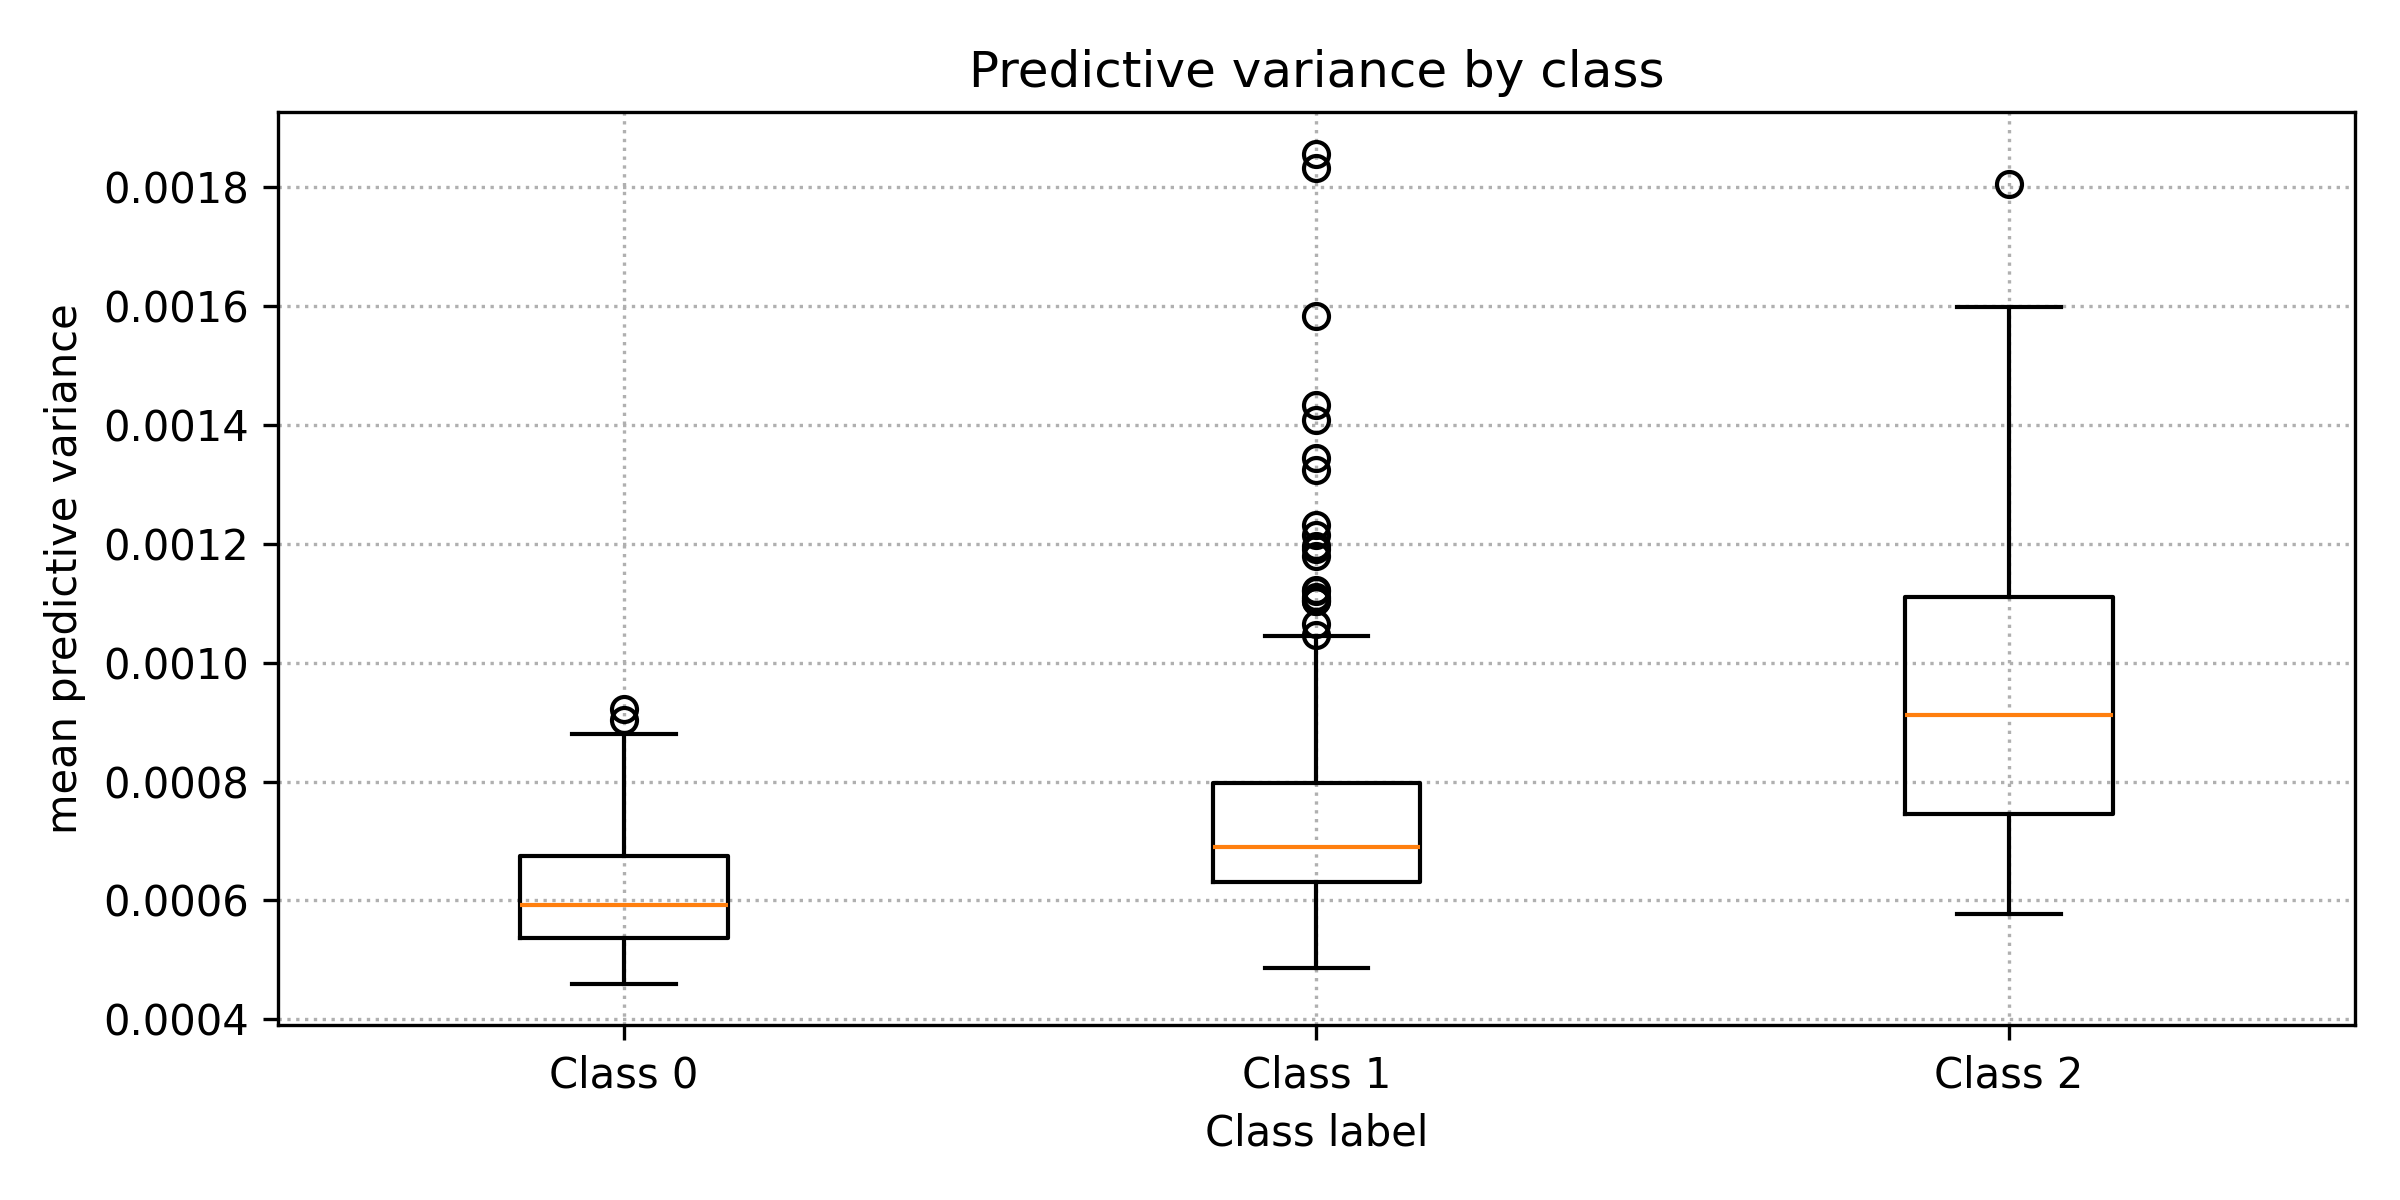 Predictive variance by class
mean predictive variance
0.0018
0.0016
0.0014
0.0012
0.0010
0.0008
0.0006
0.0004
Class 0
Class 1
Class 2
Class label